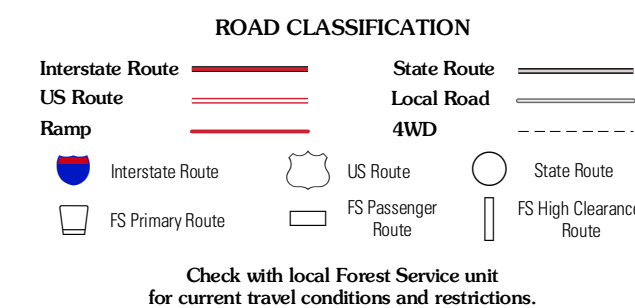 ROAD CLASSIFICATION
Interstate Route State Route
US Route Local Road
Ramp 4WD
Interstate Route US Route State Route
FS Primary Route FS Passenger Route FS High Clearance Route
Check with local Forest Service unit
for current travel conditions and restrictions.